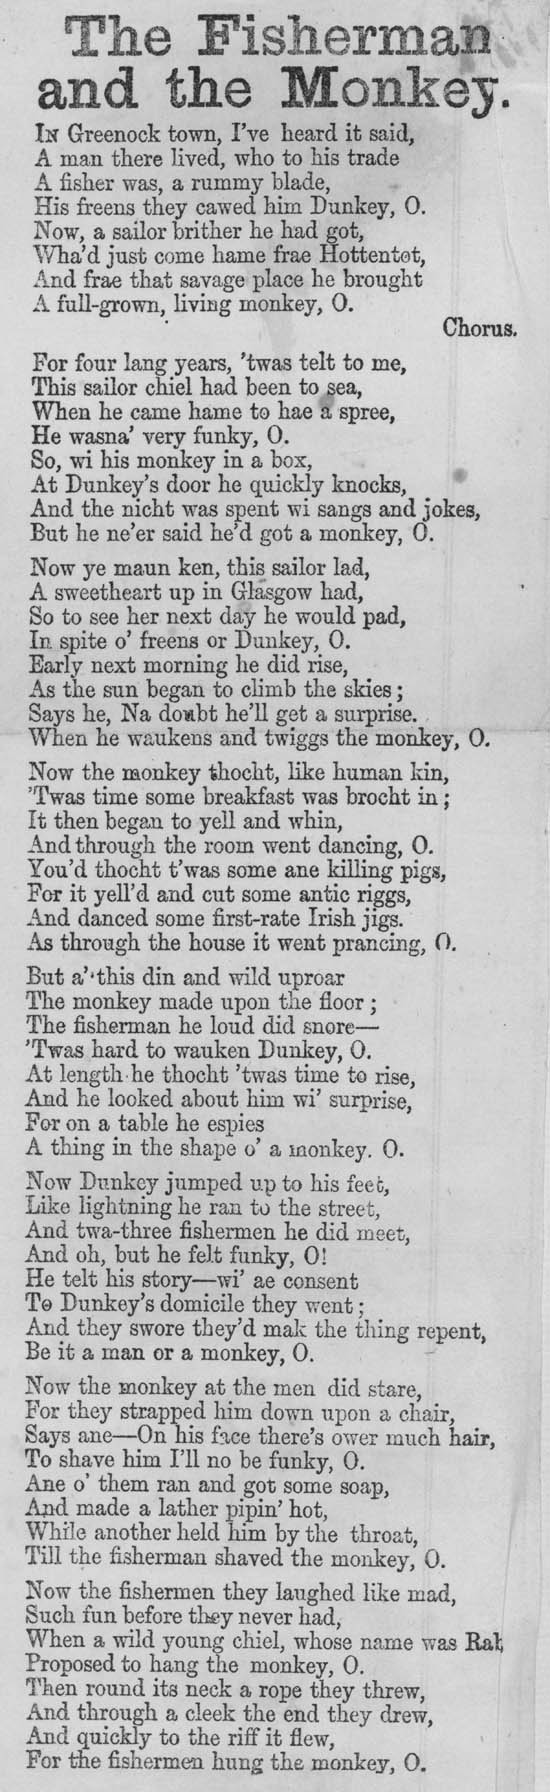 The Fisherman
and the Monkey.
IN Greenock town, I've heard it said,
A man there lived, who to his trade
A fisher was, a rummy blade,
His freens they cawed him Dunkey, O.
Now, a sailor brither he had got,
Wha'd just come hame frae Hottentot,
And frae that savage place he brought
A full-grown, living monkey, O.
Chorus.
For four lang years, 'twas telt to me,
This sailor chiel had been to sea,
When he came hame to hae a spree,
He wasna' very funky, O.
So, wi his monkey in a box,
At Dunkey's door he quickly knocks,
And the nicht was spent wi sangs and jokes,
But he ne'er said he'd got a monkey, O.
Now ye maun ken, this sailor lad,
A sweetheart up in Glasgow had,
So to see her next day he would pad,
In spite o' freens or Dunkey, O.
Early next morning he did rise,
As the sun began to climb the skies;
Says he, Na doubt he'll get a surprise.
When he waukens and twiggs the monkey, O.
Now the monkey thocht, like human kin,
'Twas time some breakfast was brocht in;
It then began to yell and whin,
And through the room went dancing, O.
You'd thocht t'was some ane killing pigs,
For it yell'd and cut some antic riggs,
And danced some first-rate Irish jigs.
As through the house it went prancing, O.
But a' this din and wild uproar
The monkey made upon the floor;
The fisherman he loud did snore—
'Twas hard to wauken Dunkey, O.
At length he thocht 'twas time to rise,
And he looked about him wi' surprise,
For on a table he espies
A thing in the shape o' a monkey. O.
Now Dunkey jumped up to his feet,
Like lightning he ran to the street,
And twa-three fishermen he did meet,
And oh, but he felt funky, O!
He telt his story—wi' ae consent
To Dunkey's domicile they went;
And they swore they'd mak the thing repent,
Be it a man or a monkey, O.
Now the monkey at the men did stare,
For they strapped him down upon a chair,
Says ane—On his face there's ower much hair,
To shave him I'll no be funky, O.
Ane o' them ran and got some soap,
And made a lather pipin' hot,
While another held him by the throat,
Till the fisherman shaved the monkey, O.
Now the fishermen they laughed like mad,
Such fun before they never had,
When a wild young chiel, whose name was Rab,
Proposed to hang the monkey, O.
Then round its neck a rope they threw,
And through a cleek the end they drew,
And quickly to the riff it flew,
For the fishermen hung the monkey, O.